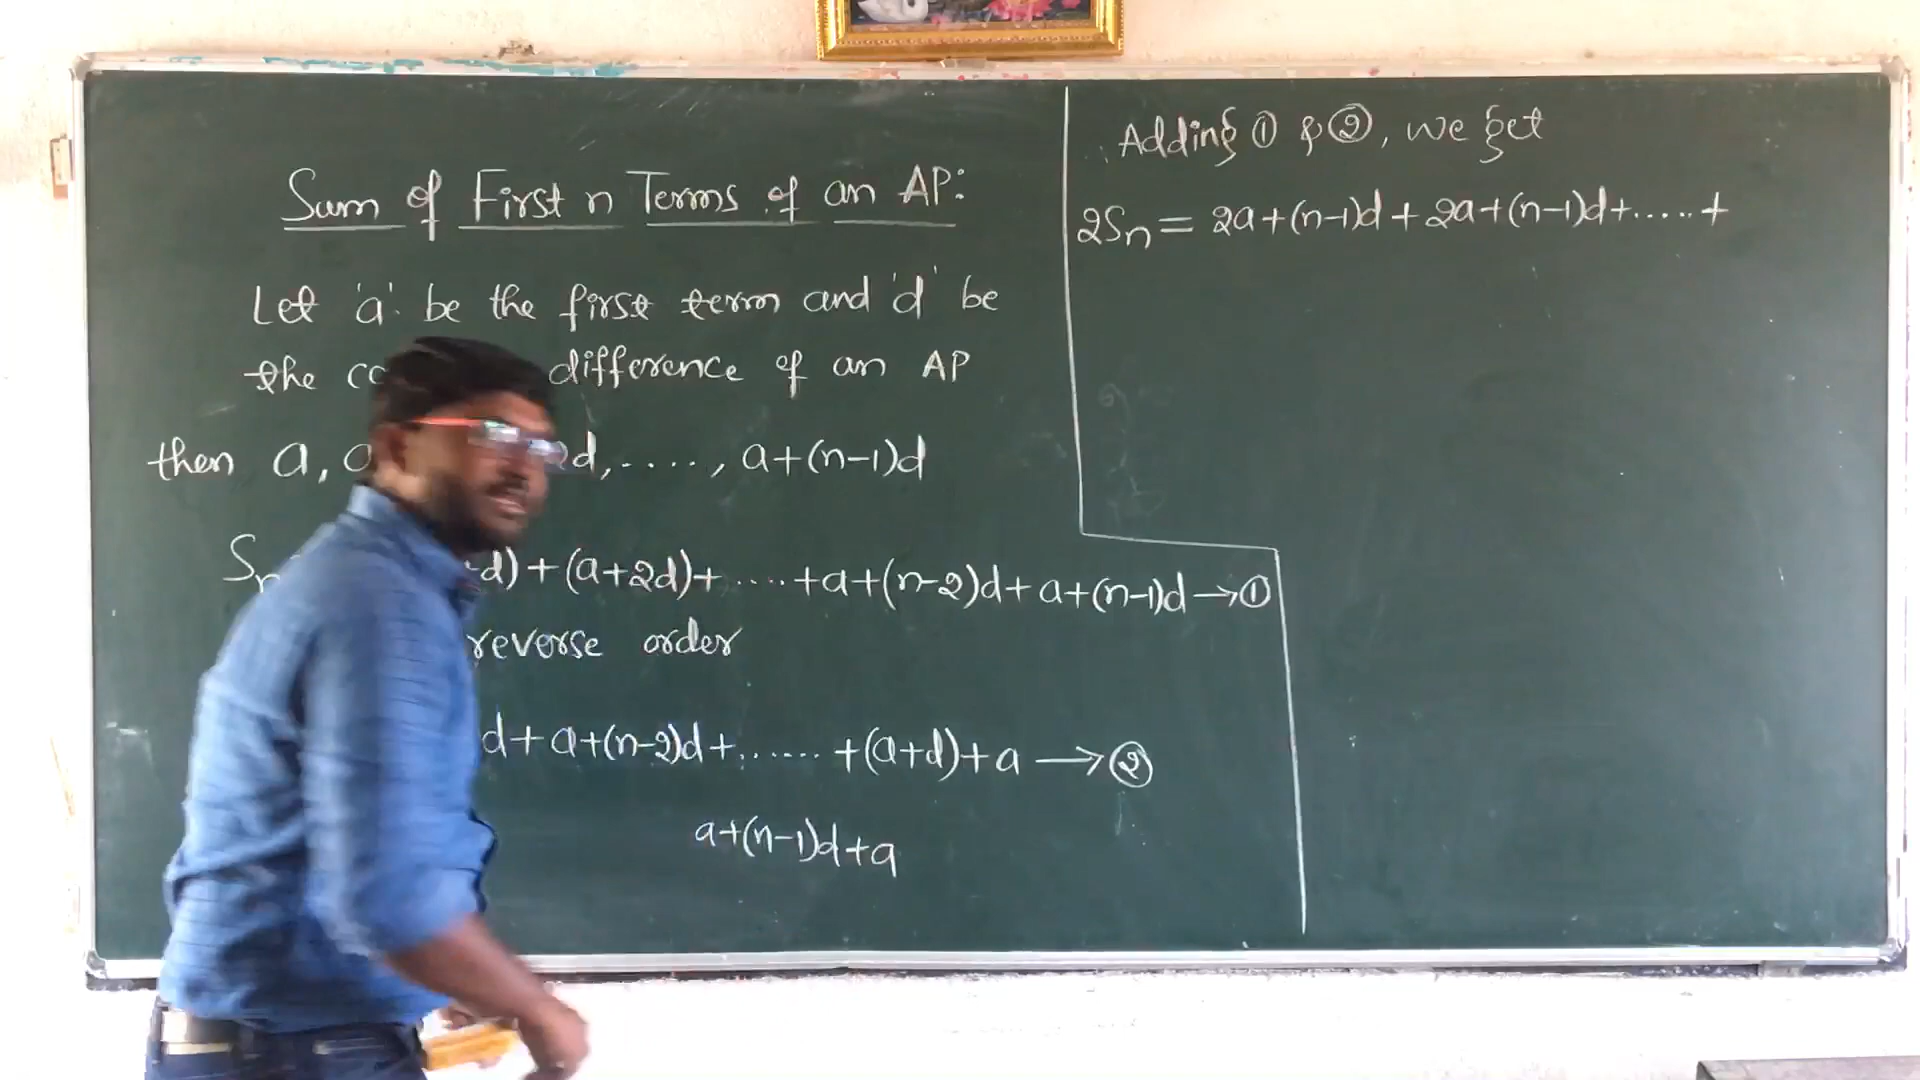 Sum of First n Terms of an AP:
Let 'a' be the first term and 'd' be
the difference of an AP
then a, 2d, ....., a+(n-1)d
Sn d)+(a+2d)+.....+a+(n-2)d+a+(n-1)d→①
reverse order
d+a+(n-2)d+.......+(a+d)+a→②
a+(n-1)d+a
Adding ① & ②, we get
2Sn = 2a+(n-1)d+2a+(n-1)d+.....+